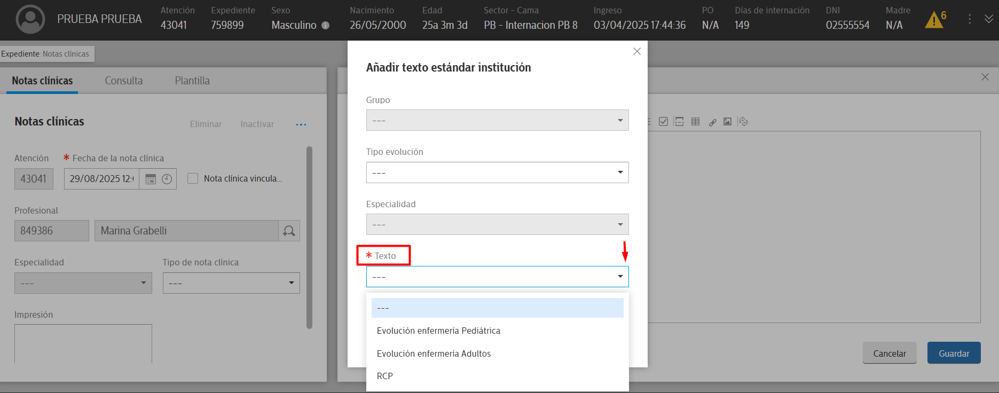 PRUEBA PRUEBA
Atención Expediente Sexo Nacimiento Edad Sector - Cama Ingreso PO Días de internación DNI Madre
43041 759899 Masculino 26/05/2000 25a 3m 3d PB - Internacion PB 8 03/04/2025 17:44:36 N/A 149 02555554 N/A 6
Expediente: Notas clínicas
Notas clínicas Consulta Plantilla
Notas clínicas Eliminar Inactivar ...
Atención * Fecha de la nota clínica
43041 29/08/2025 12: Nota clínica vincula...
Profesional
849386 Marina Grabelli
Especialidad Tipo de nota clínica
--- ---
Impresión
Añadir texto estándar institución
Grupo
---
Tipo evolución
---
Especialidad
---
* Texto
---
---
Evolución enfermería Pediátrica
Evolución enfermería Adultos
RCP
Cancelar Guardar